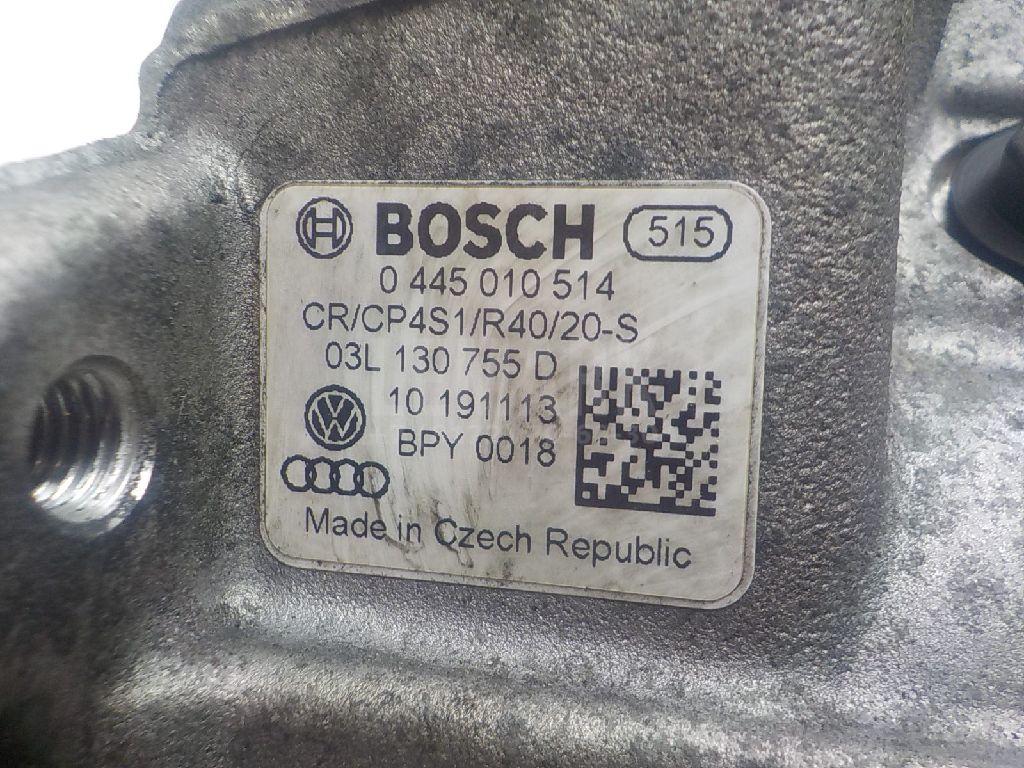 BOSCH 515
0 445 010 514
CR/CP4S1/R40/20-S
03L 130 755 D
10 191113
BPY 0018
Made in Czech Republic